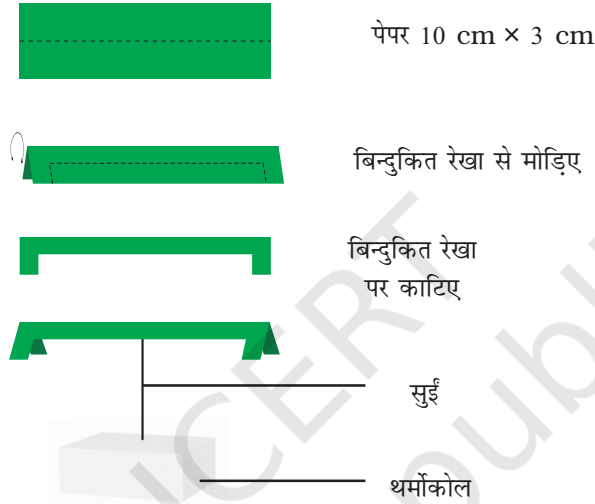 पेपर 10 cm × 3 cm
बिन्दुकित रेखा से मोड़िए
बिन्दुकित रेखा
पर काटिए
सुईं
थर्मोकोल